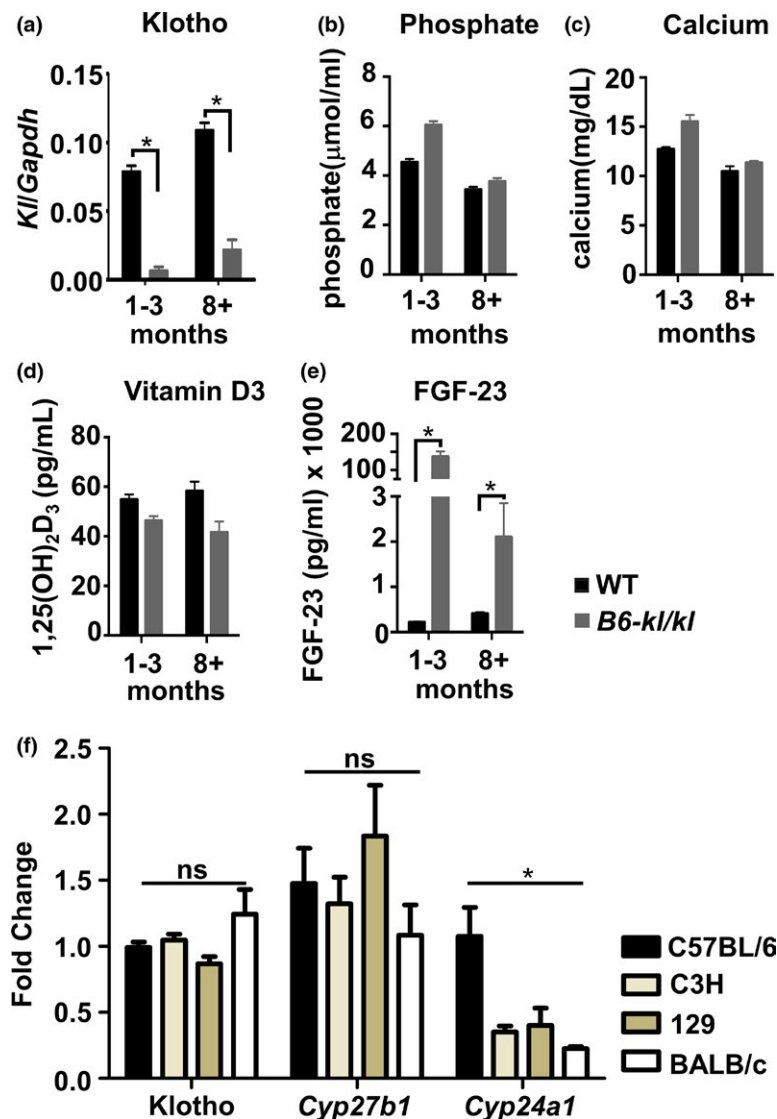 (a) Klotho
Kl/Gapdh
0.15
0.10
0.05
0.00
* *
1-3 8+
months
(b) Phosphate
phosphate(μmol/ml)
8
6
4
2
0
1-3 8+
months
(c) Calcium
calcium(mg/dL)
20
15
10
5
0
1-3 8+
months
(d) Vitamin D3
1,25(OH)₂D₃ (pg/mL)
80
60
40
20
0
1-3 8+
months
(e) FGF-23
FGF-23 (pg/ml) x 1000
200
150
100
3
2
1
0
* *
1-3 8+
months
WT
B6-kl/kl
(f)
Fold Change
2.5
2.0
1.5
1.0
0.5
0.0
ns ns *
Klotho Cyp27b1 Cyp24a1
C57BL/6
C3H
129
BALB/c